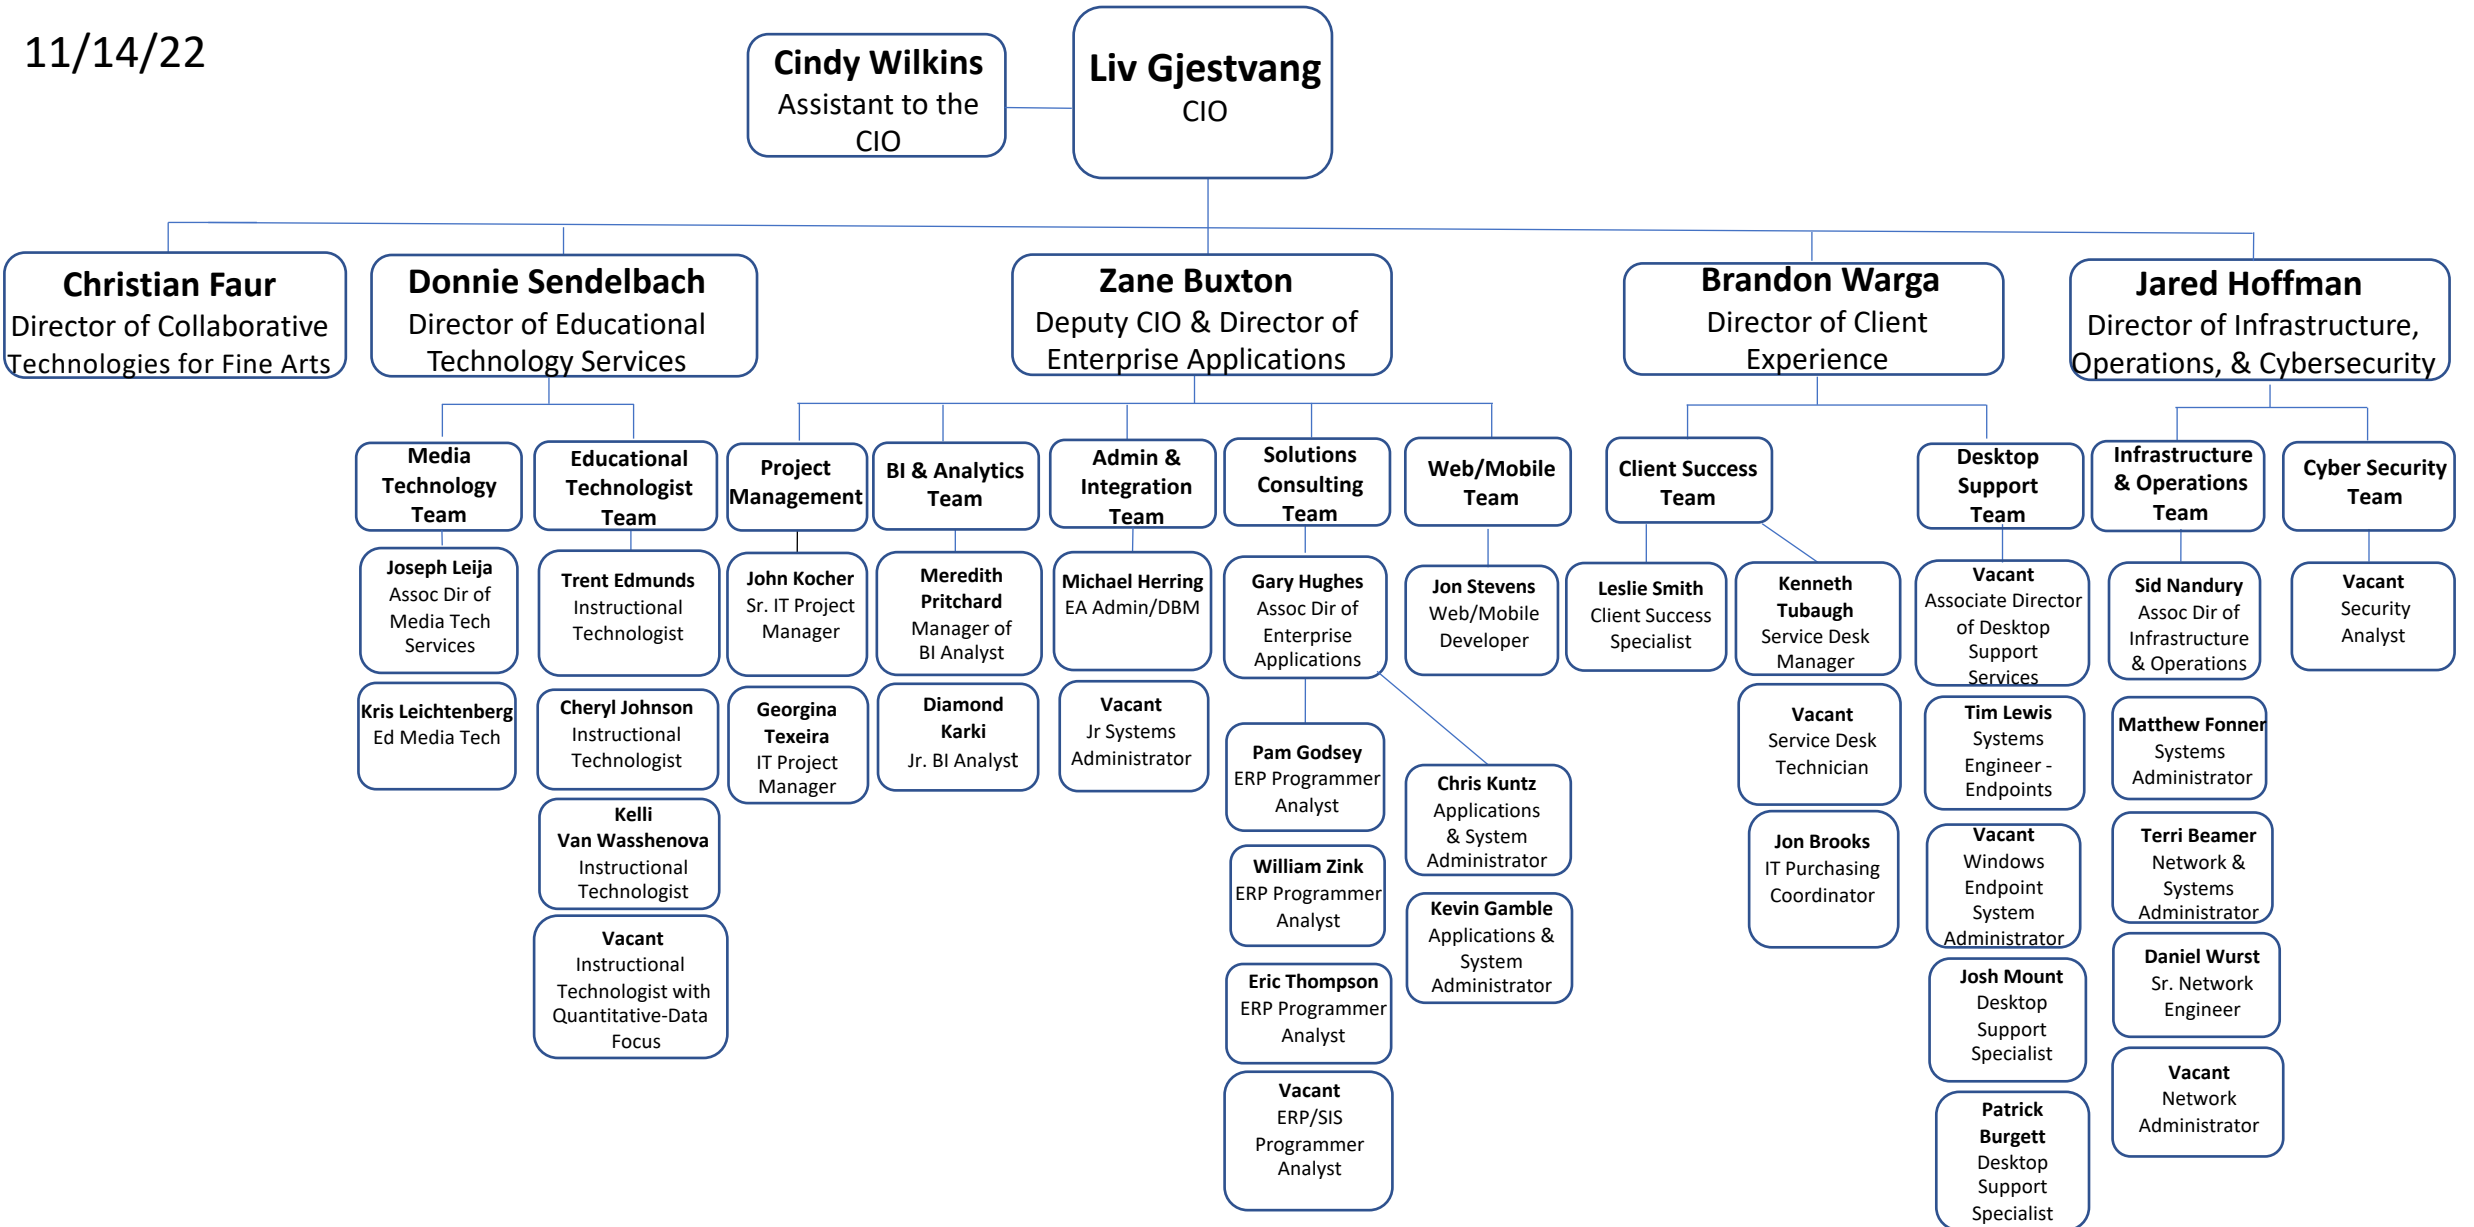 11/14/22
Cindy Wilkins
Assistant to the
CIO
Liv Gjestvang
CIO
Christian Faur
Director of Collaborative
Technologies for Fine Arts
Donnie Sendelbach
Director of Educational
Technology Services
Zane Buxton
Deputy CIO & Director of
Enterprise Applications
Brandon Warga
Director of Client
Experience
Jared Hoffman
Director of Infrastructure,
Operations, & Cybersecurity
Media
Technology
Team
Educational
Technologist
Team
Project
Management
BI & Analytics
Team
Admin &
Integration
Team
Solutions
Consulting
Team
Web/Mobile
Team
Client Success
Team
Desktop
Support
Team
Infrastructure
& Operations
Team
Cyber Security
Team
Joseph Leija
Assoc Dir of
Media Tech
Services
Trent Edmunds
Instructional
Technologist
John Kocher
Sr. IT Project
Manager
Meredith
Pritchard
Manager of
BI Analyst
Michael Herring
EA Admin/DBM
Gary Hughes
Assoc Dir of
Enterprise
Applications
Jon Stevens
Web/Mobile
Developer
Leslie Smith
Client Success
Specialist
Kenneth
Tubaugh
Service Desk
Manager
Vacant
Associate Director
of Desktop
Support
Services
Sid Nandury
Assoc Dir of
Infrastructure
& Operations
Vacant
Security
Analyst
Kris Leichtenberg
Ed Media Tech
Cheryl Johnson
Instructional
Technologist
Georgina
Texeira
IT Project
Manager
Diamond
Karki
Jr. BI Analyst
Vacant
Jr Systems
Administrator
Pam Godsey
ERP Programmer
Analyst
Chris Kuntz
Applications
& System
Administrator
Vacant
Service Desk
Technician
Tim Lewis
Systems
Engineer -
Endpoints
Matthew Fonner
Systems
Administrator
Kelli
Van Wasshenova
Instructional
Technologist
William Zink
ERP Programmer
Analyst
Kevin Gamble
Applications &
System
Administrator
Jon Brooks
IT Purchasing
Coordinator
Vacant
Windows
Endpoint
System
Administrator
Terri Beamer
Network &
Systems
Administrator
Vacant
Instructional
Technologist with
Quantitative-Data
Focus
Eric Thompson
ERP Programmer
Analyst
Josh Mount
Desktop
Support
Specialist
Daniel Wurst
Sr. Network
Engineer
Vacant
ERP/SIS
Programmer
Analyst
Patrick
Burgett
Desktop
Support
Specialist
Vacant
Network
Administrator